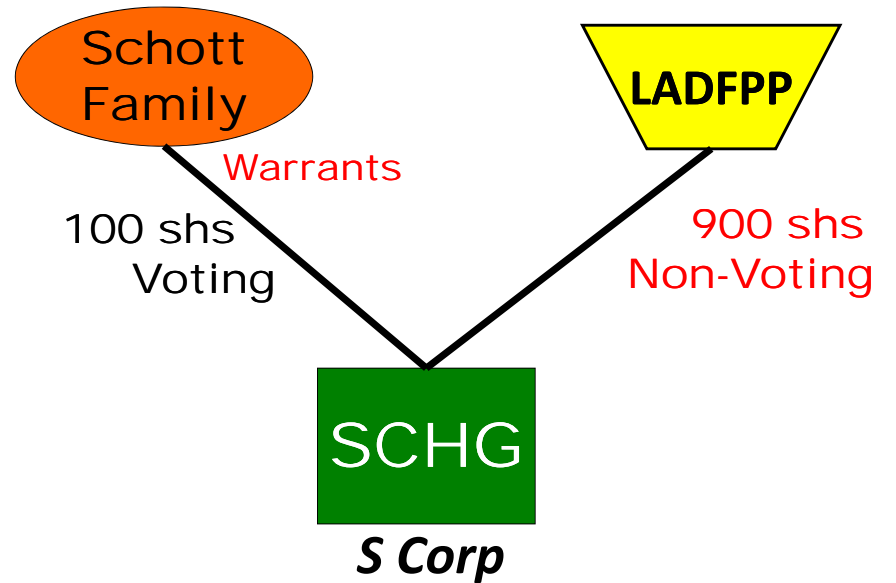 Schott
Family
LADFPP
Warrants
100 shs
Voting
900 shs
Non-Voting
SCHG
S Corp